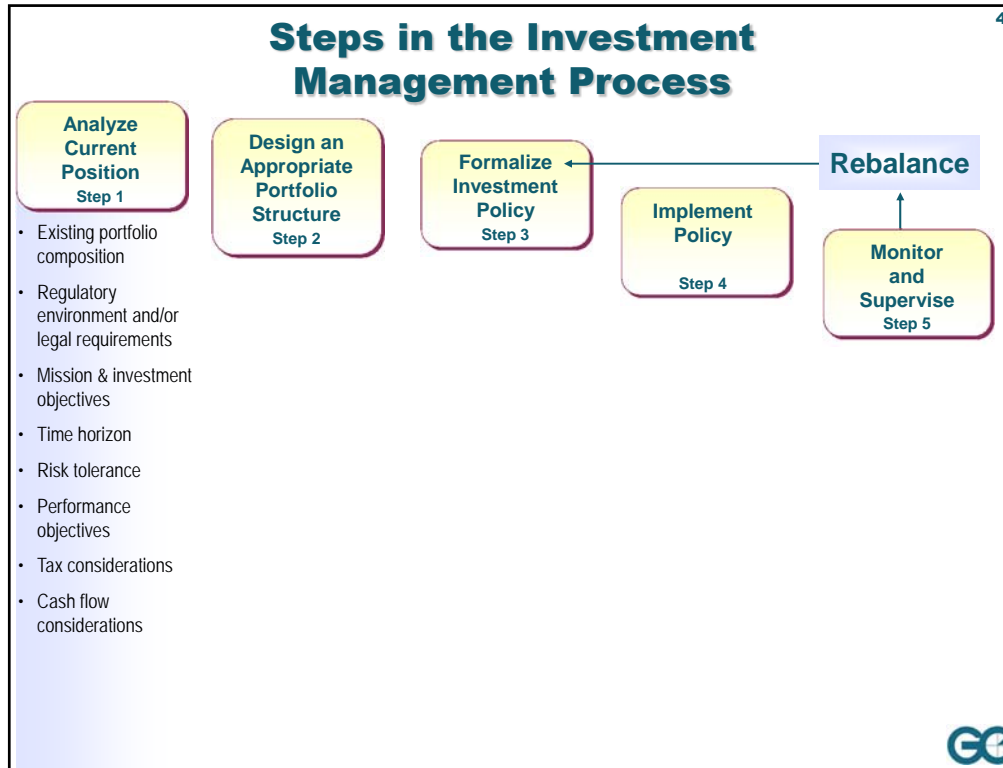 4
Steps in the Investment
Management Process
Analyze
Current
Position
Step 1
• Existing portfolio
composition
• Regulatory
environment and/or
legal requirements
• Mission & investment
objectives
• Time horizon
• Risk tolerance
• Performance
objectives
• Tax considerations
• Cash flow
considerations
Design an
Appropriate
Portfolio
Structure
Step 2
Formalize
Investment
Policy
Step 3
Implement
Policy
Step 4
Rebalance
Monitor
and
Supervise
Step 5